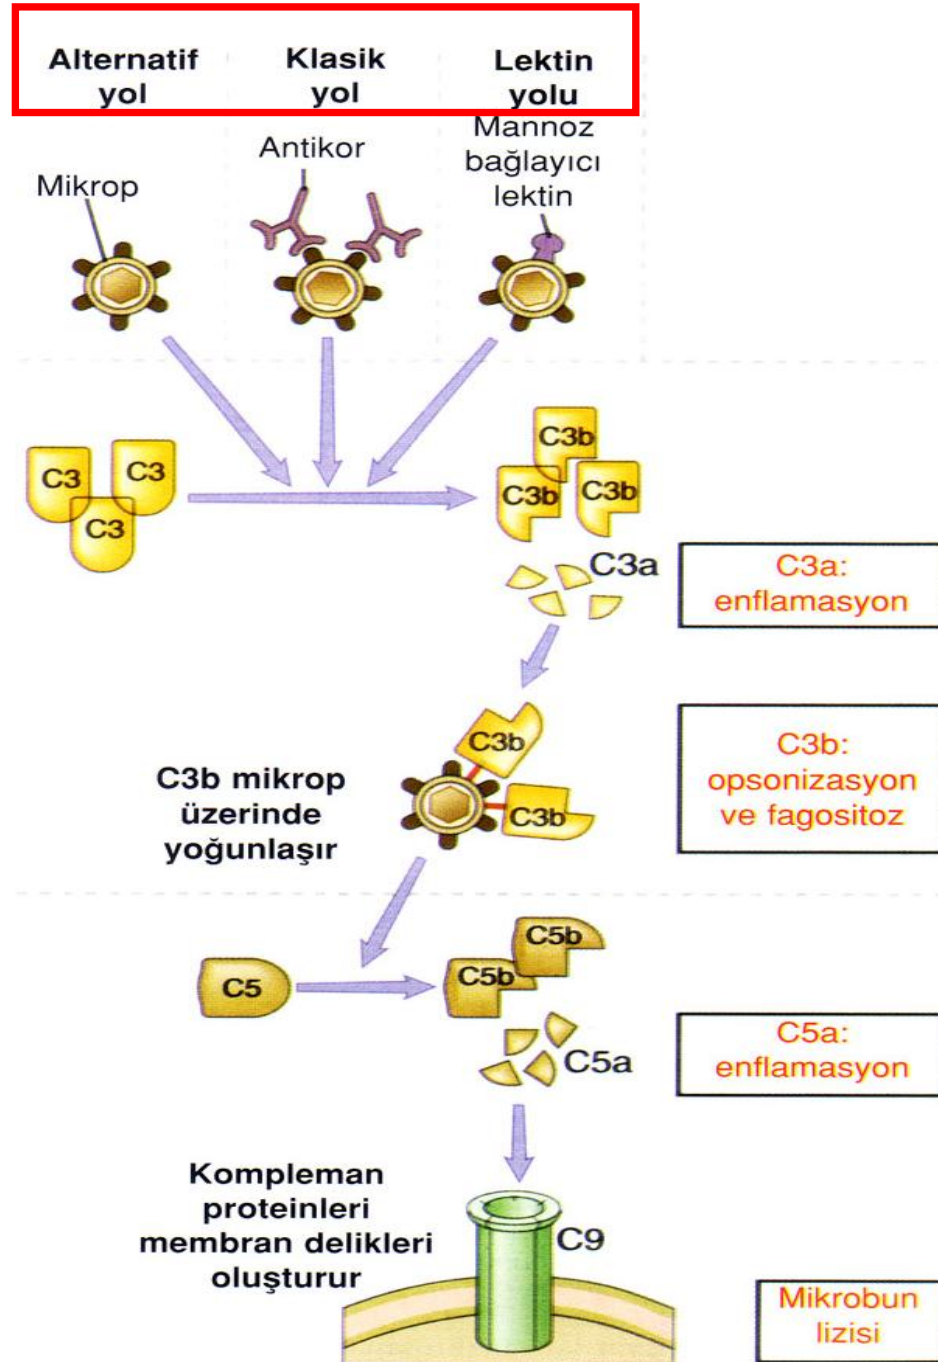 Alternatif
yol
Klasik
yol
Lektin
yolu
Mikrop
Antikor
Mannoz
bağlayıcı
lektin
C3
C3
C3
C3b
C3b
C3b
C3a
C3a:
enflamasyon
C3b
C3b
C3b mikrop
üzerinde
yoğunlaşır
C3b:
opsonizasyon
ve fagositoz
C5
C5b
C5b
C5a
C5a:
enflamasyon
Kompleman
proteinleri
membran delikleri
oluşturur
C9
Mikrobun
lizisi